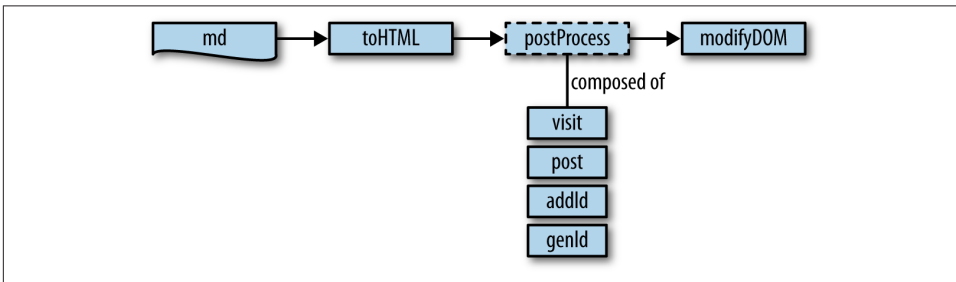 md
toHTML
postProcess
modifyDOM
composed of
visit
post
addId
genId